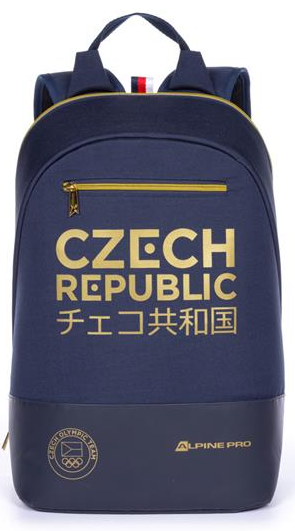 CZECH
REPUBLIC
チェコ共和国
CZECH OLYMPIC TEAM
ALPINE PRO